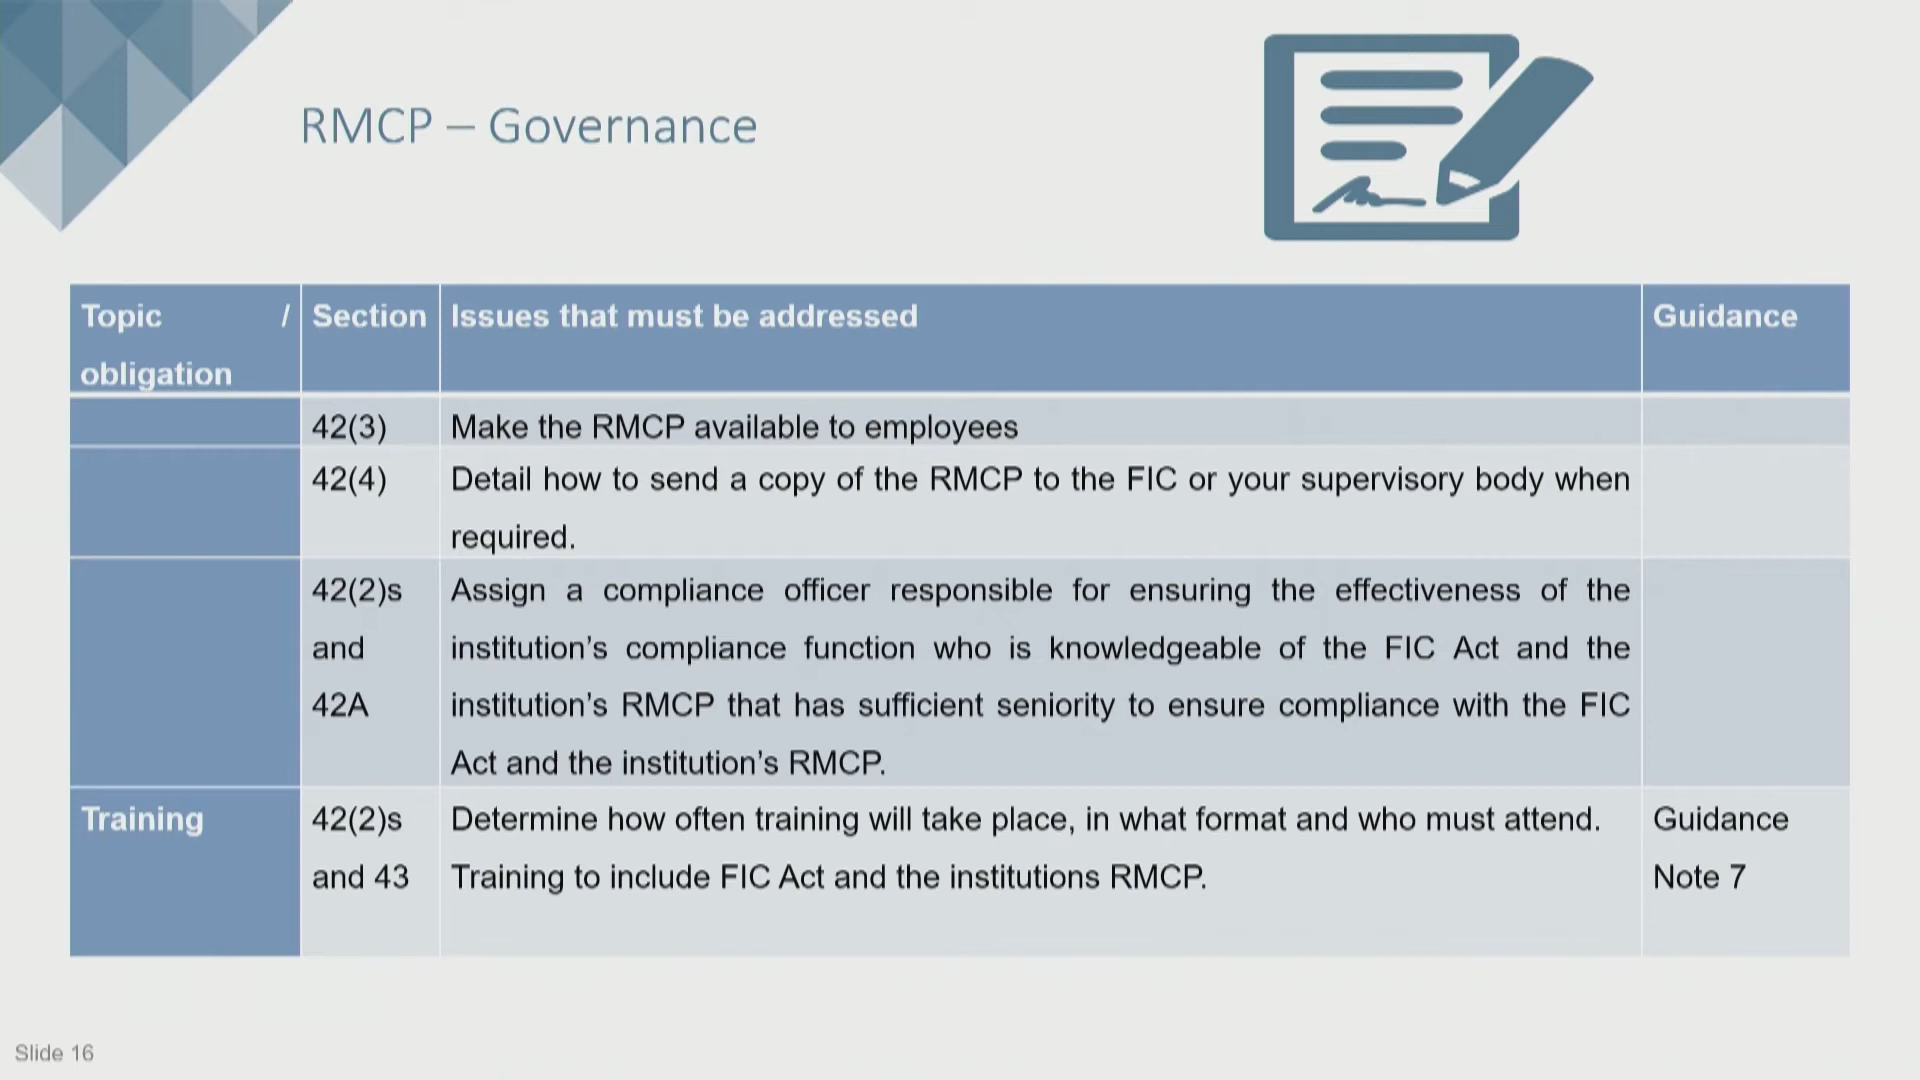 RMCP – Governance
Topic / obligation
Section
Issues that must be addressed
Guidance
42(3)
Make the RMCP available to employees
42(4)
Detail how to send a copy of the RMCP to the FIC or your supervisory body when
required.
42(2)s
and
42A
Assign a compliance officer responsible for ensuring the effectiveness of the
institution’s compliance function who is knowledgeable of the FIC Act and the
institution’s RMCP that has sufficient seniority to ensure compliance with the FIC
Act and the institution’s RMCP.
Training
42(2)s
and 43
Determine how often training will take place, in what format and who must attend.
Training to include FIC Act and the institutions RMCP.
Guidance
Note 7
Slide 16